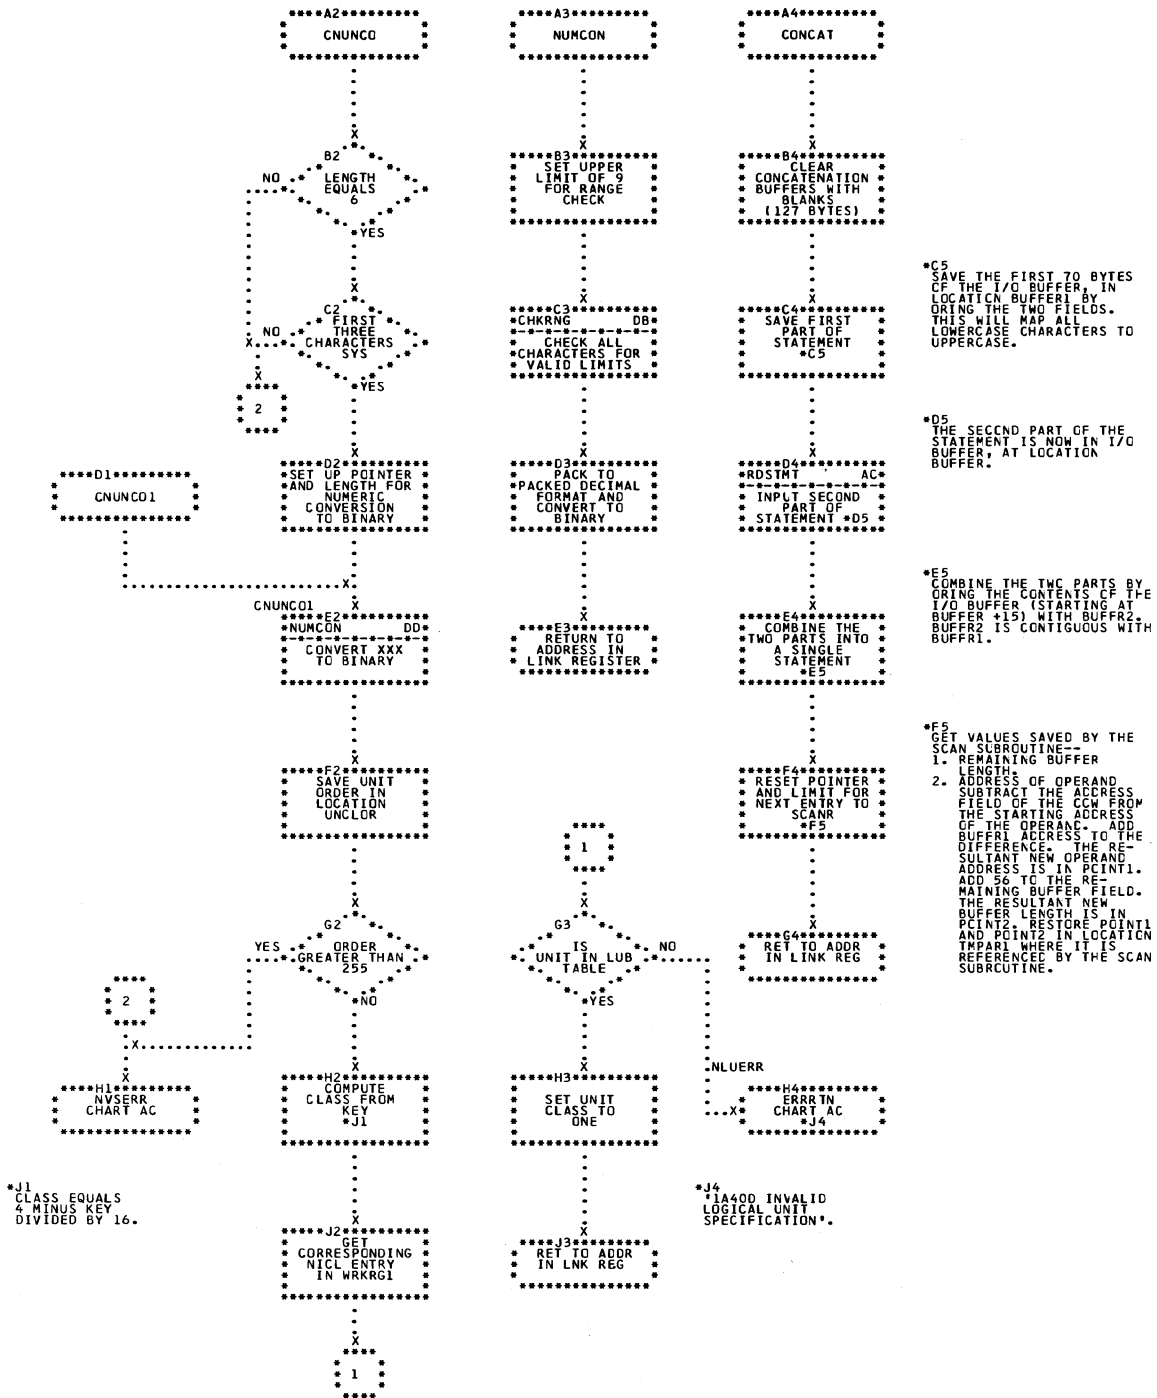 A2
CNUNCO
A3
NUMCON
A4
CONCAT
B2
LENGTH
EQUALS
6
NO
YES
B3
SET UPPER
LIMIT OF 9
FOR RANGE
CHECK
B4
CLEAR
CONCATENATION
BUFFERS WITH
BLANKS
(127 BYTES)
*C5
SAVE THE FIRST 70 BYTES
OF THE I/O BUFFER, IN
LOCATION BUFFER1 BY
ORING THE TWO FIELDS.
THIS WILL MAP ALL
LOWERCASE CHARACTERS TO
UPPERCASE.
C2
FIRST
THREE
CHARACTERS
SYS
NO
YES
2
C3
CHKRNG DB
CHECK ALL
CHARACTERS FOR
VALID LIMITS
C4
SAVE FIRST
PART OF
STATEMENT
*C5
*D5
THE SECOND PART OF THE
STATEMENT IS NOW IN I/O
BUFFER, AT LOCATION
BUFFER.
D1
CNUNCO1
D2
SET UP POINTER
AND LENGTH FOR
NUMERIC
CONVERSION
TO BINARY
D3
PACK TO
PACKED DECIMAL
FORMAT AND
CONVERT TO
BINARY
D4
RDSTMT AC
INPUT SECOND
PART OF
STATEMENT *D5
*E5
COMBINE THE TWO PARTS BY
ORING THE CONTENTS OF THE
I/O BUFFER (STARTING AT
BUFFER +15) WITH BUFFR2.
BUFFR2 IS CONTIGUOUS WITH
BUFFR1.
CNUNCO1
E2
NUMCON DD
CONVERT XXX
TO BINARY
E3
RETURN TO
ADDRESS IN
LINK REGISTER
E4
COMBINE THE
TWO PARTS INTO
A SINGLE
STATEMENT
*E5
*F5
GET VALUES SAVED BY THE
SCAN SUBROUTINE--
1. REMAINING BUFFER
LENGTH.
2. ADDRESS OF OPERAND
SUBTRACT THE ADDRESS
FIELD OF THE CCW FROM
THE STARTING ADDRESS
OF THE OPERAND. ADD
BUFFR1 ADDRESS TO THE
DIFFERENCE. THE RE-
SULTANT NEW OPERAND
ADDRESS IS IN POINT1.
ADD 56 TO THE RE-
MAINING BUFFER FIELD.
THE RESULTANT NEW
BUFFER LENGTH IS IN
POINT2. RESTORE POINT1
AND POINT2 IN LOCATION
TMPAR1 WHERE IT IS
REFERENCED BY THE SCAN
SUBROUTINE.
F2
SAVE UNIT
ORDER IN
LOCATION
UNCLOR
F4
RESET POINTER
AND LIMIT FOR
NEXT ENTRY TO
SCANR
*F5
1
G2
ORDER
GREATER THAN
255
YES
NO
G3
IS
UNIT IN LUB
TABLE
NO
YES
G4
RET TO ADDR
IN LINK REG
2
H1
NVSERR
CHART AC
H2
COMPUTE
CLASS FROM
KEY
*J1
H3
SET UNIT
CLASS TO
ONE
NLUERR
H4
ERRRTN
CHART AC
*J4
*J1
CLASS EQUALS
4 MINUS KEY
DIVIDED BY 16.
*J4
'1A40D INVALID
LOGICAL UNIT
SPECIFICATION'.
J2
GET
CORRESPONDING
NICL ENTRY
IN WRKRG1
J3
RET TO ADDR
IN LNK REG
1